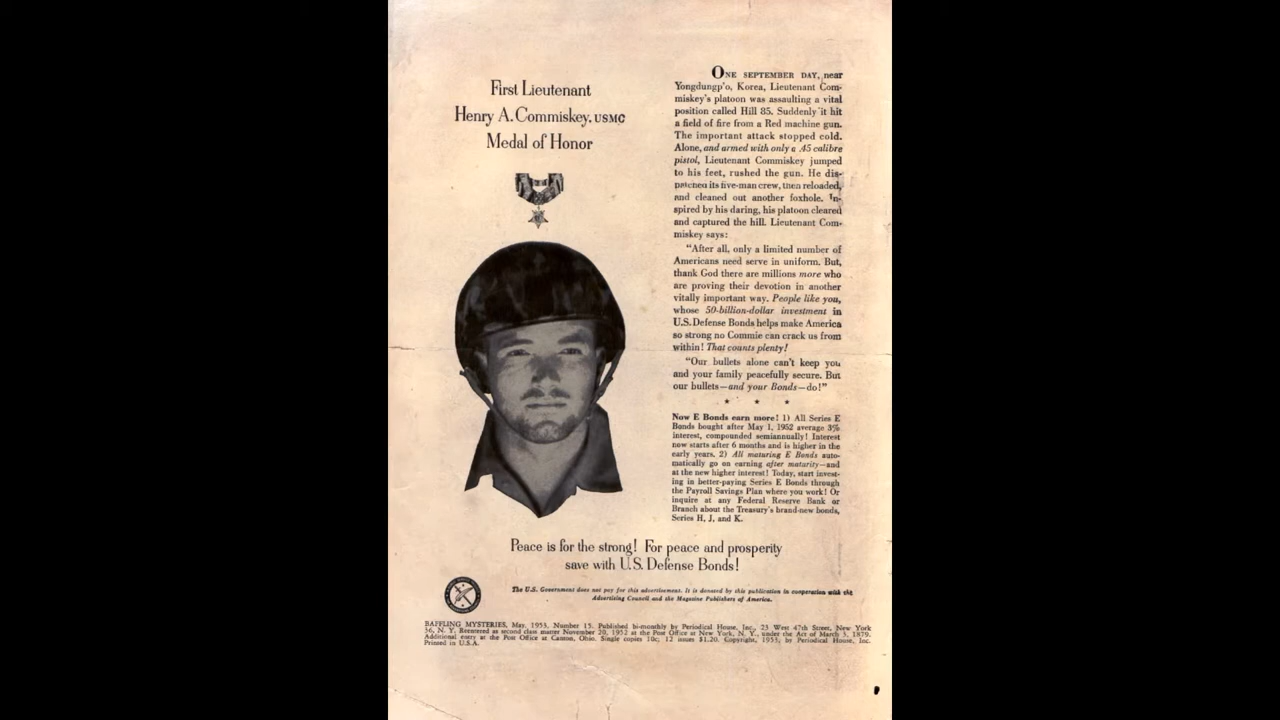 First Lieutenant
Henry A. Commiskey, USMC
Medal of Honor
ONE SEPTEMBER DAY, near
Yongdungp'o, Korea, Lieutenant Com-
miskey's platoon was assaulting a vital
position called Hill 85. Suddenly it hit
a field of fire from a Red machine gun.
The important attack stopped cold.
Alone, and armed with only a .45 calibre
pistol, Lieutenant Commiskey jumped
to his feet, rushed the gun. He dis-
patched its five-man crew, then reloaded,
and cleaned out another foxhole. In-
spired by his daring, his platoon cleared
and captured the hill. Lieutenant Com-
miskey says:
"After all, only a limited number of
Americans need serve in uniform. But,
thank God there are millions more who
are proving their devotion in another
vitally important way. People like you,
whose 50-billion-dollar investment in
U.S. Defense Bonds helps make America
so strong no Commie can crack us from
within! That counts plenty!
"Our bullets alone can't keep you
and your family peacefully secure. But
our bullets—and your Bonds—do!"
* * *
Now E Bonds earn more! 1) All Series E
Bonds bought after May 1, 1952 average 3%
interest, compounded semiannually! Interest
now starts after 6 months and is higher in the
early years. 2) All maturing E Bonds auto-
matically go on earning after maturity—and
at the new higher interest! Today, start invest-
ing in better-paying Series E Bonds through
the Payroll Savings Plan where you work! Or
inquire at any Federal Reserve Bank or
Branch about the Treasury's brand-new bonds,
Series H, J, and K.
Peace is for the strong! For peace and prosperity
save with U.S. Defense Bonds!
The U.S. Government does not pay for this advertisement. It is donated by this publication in cooperation with the
Advertising Council and the Magazine Publishers of America.
BAFFLING MYSTERIES, May, 1953, Number 15. Published bi-monthly by Periodical House, Inc., 23 West 47th Street, New York
36, N. Y. Reentered as second class matter November 20, 1952 at the Post Office at New York, N. Y., under the Act of March 3, 1879.
Additional entry at the Post Office at Canton, Ohio. Single copies 10c; 12 issues $1.20. Copyright, 1953, by Periodical House, Inc.
Printed in U.S.A.